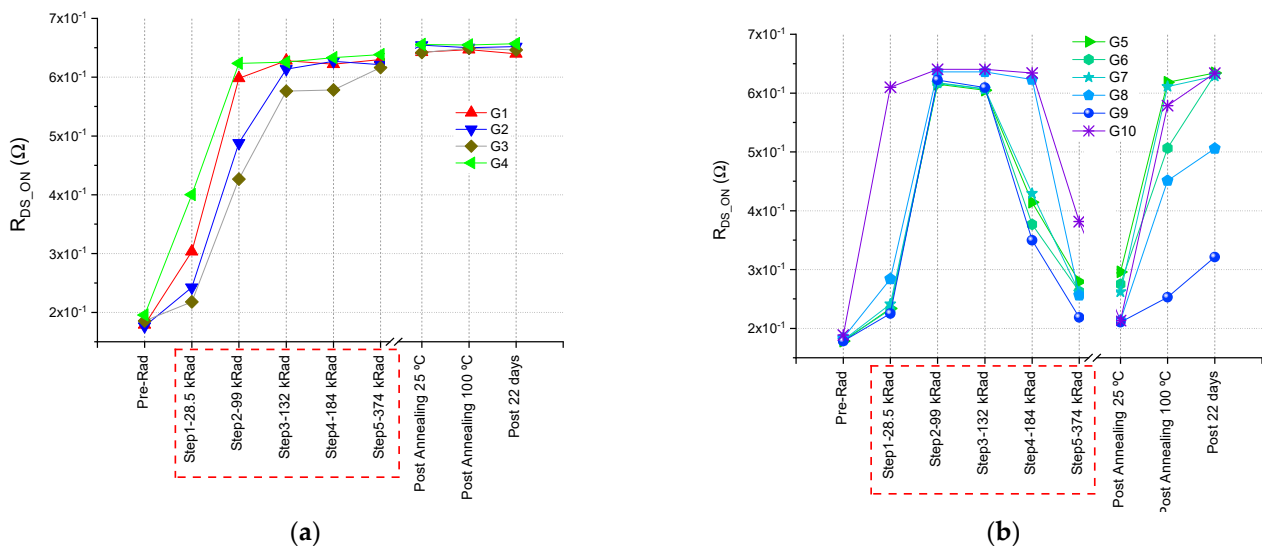 7x10⁻¹
6x10⁻¹
5x10⁻¹
4x10⁻¹
3x10⁻¹
2x10⁻¹
R_DS_ON (Ω)
G1
G2
G3
G4
Pre-Rad
Step1-28.5 kRad
Step2-99 kRad
Step3-132 kRad
Step4-184 kRad
Step5-374 kRad
Post Annealing 25 ºC
Post Annealing 100 ºC
Post 22 days
(a)
7x10⁻¹
6x10⁻¹
5x10⁻¹
4x10⁻¹
3x10⁻¹
2x10⁻¹
R_DS_ON (Ω)
G5
G6
G7
G8
G9
G10
Pre-Rad
Step1-28.5 kRad
Step2-99 kRad
Step3-132 kRad
Step4-184 kRad
Step5-374 kRad
Post Annealing 25 ºC
Post Annealing 100 ºC
Post 22 days
(b)